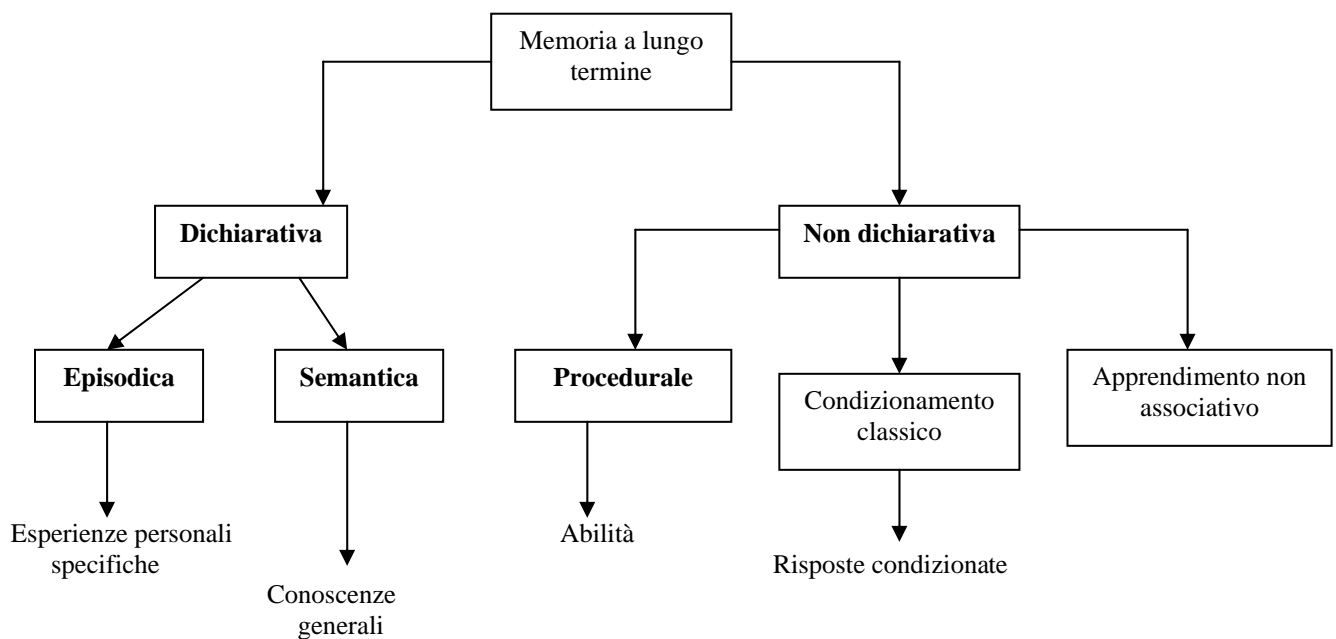 Memoria a lungo
termine
Dichiarativa
Non dichiarativa
Episodica
Semantica
Procedurale
Condizionamento
classico
Apprendimento non
associativo
Esperienze personali
specifiche
Abilità
Risposte condizionate
Conoscenze
generali